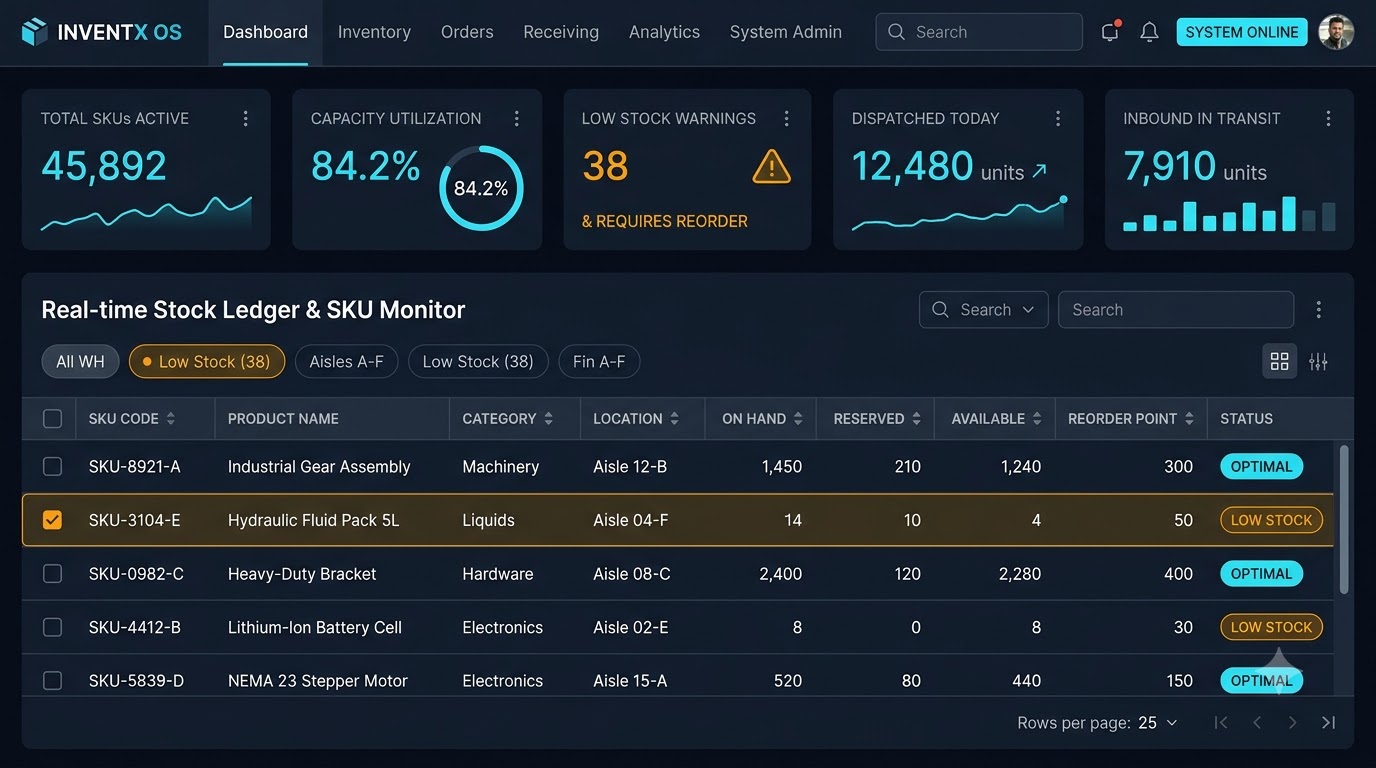 INVENTX OS
Dashboard Inventory Orders Receiving Analytics System Admin Search SYSTEM ONLINE
TOTAL SKUs ACTIVE
45,892
CAPACITY UTILIZATION
84.2% 84.2%
LOW STOCK WARNINGS
38
& REQUIRES REORDER
DISPATCHED TODAY
12,480 units
INBOUND IN TRANSIT
7,910 units
Real-time Stock Ledger & SKU Monitor Search Search
All WH Low Stock (38) Aisles A-F Low Stock (38) Fin A-F
SKU CODE PRODUCT NAME CATEGORY LOCATION ON HAND RESERVED AVAILABLE REORDER POINT STATUS
SKU-8921-A Industrial Gear Assembly Machinery Aisle 12-B 1,450 210 1,240 300 OPTIMAL
SKU-3104-E Hydraulic Fluid Pack 5L Liquids Aisle 04-F 14 10 4 50 LOW STOCK
SKU-0982-C Heavy-Duty Bracket Hardware Aisle 08-C 2,400 120 2,280 400 OPTIMAL
SKU-4412-B Lithium-Ion Battery Cell Electronics Aisle 02-E 8 0 8 30 LOW STOCK
SKU-5839-D NEMA 23 Stepper Motor Electronics Aisle 15-A 520 80 440 150 OPTIMAL
Rows per page: 25